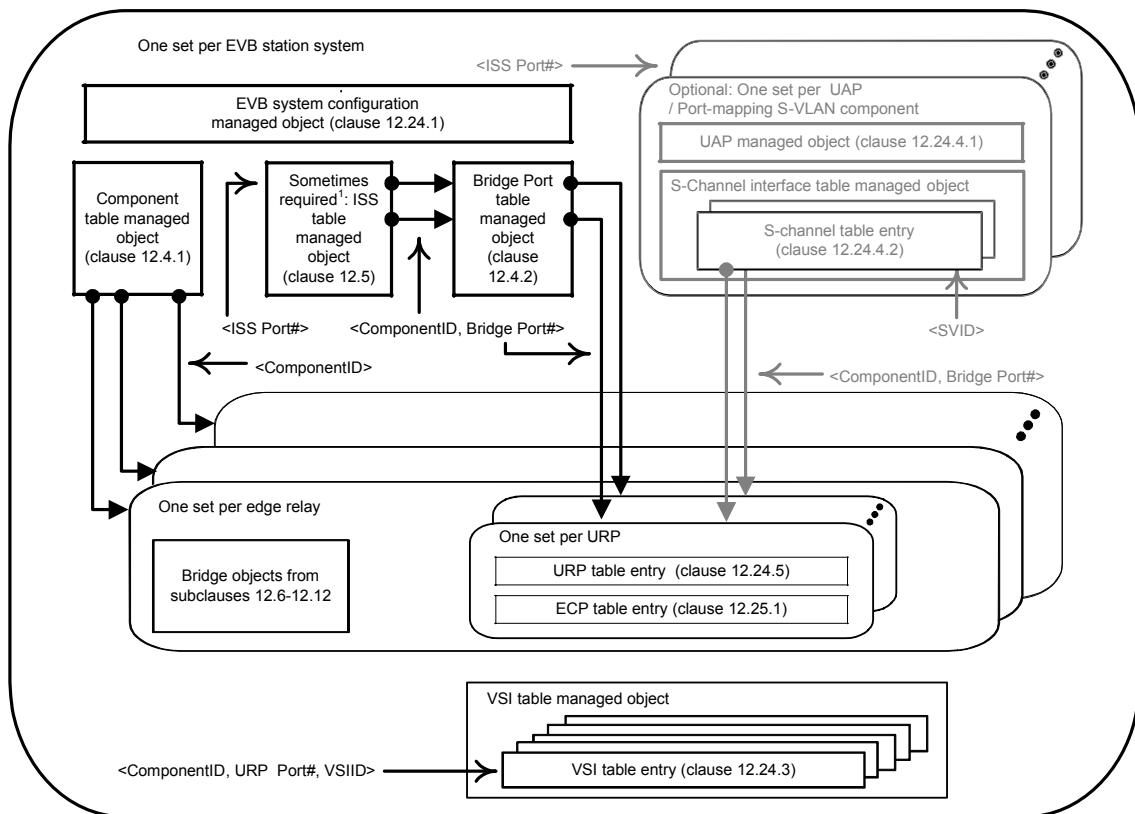 One set per EVB station system
<ISS Port#>
EVB system configuration
managed object (clause 12.24.1)
Optional: One set per  UAP
/ Port-mapping S-VLAN component
UAP managed object (clause 12.24.4.1)
S-Channel interface table managed object
S-channel table entry
(clause 12.24.4.2)
Component
table managed
object
(clause 12.4.1)
Sometimes
required1: ISS
table
managed
object
(clause 12.5)
Bridge Port
table
managed
object
(clause
12.4.2)
<ISS Port#>
<ComponentID, Bridge Port#>
<SVID>
<ComponentID>
<ComponentID, Bridge Port#>
One set per edge relay
Bridge objects from
subclauses 12.6-12.12
One set per URP
URP table entry  (clause 12.24.5)
ECP table entry (clause 12.25.1)
VSI table managed object
<ComponentID, URP  Port#, VSIID>
VSI table entry (clause 12.24.3)